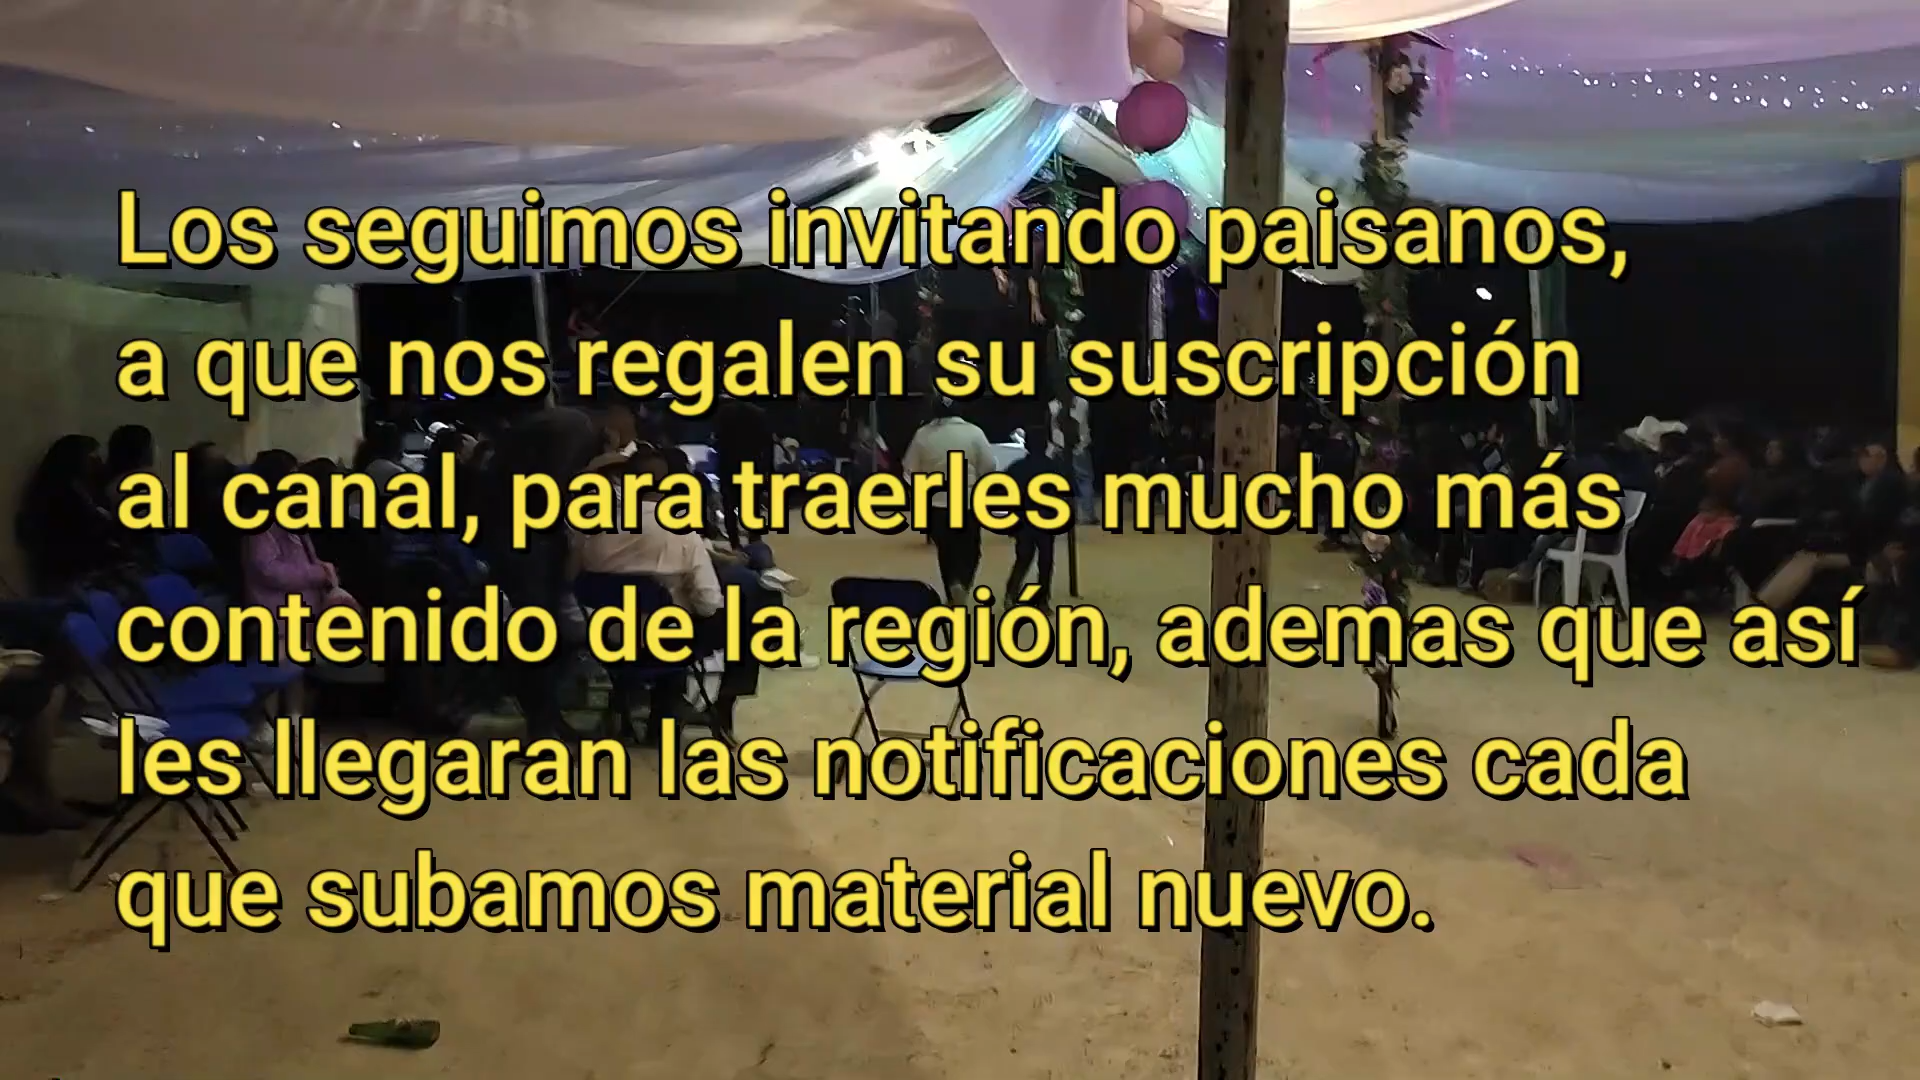 Los seguimos invitando paisanos,
a que nos regalen su suscripción
al canal, para traerles mucho más
contenido de la región, ademas que así
les llegaran las notificaciones cada
que subamos material nuevo.